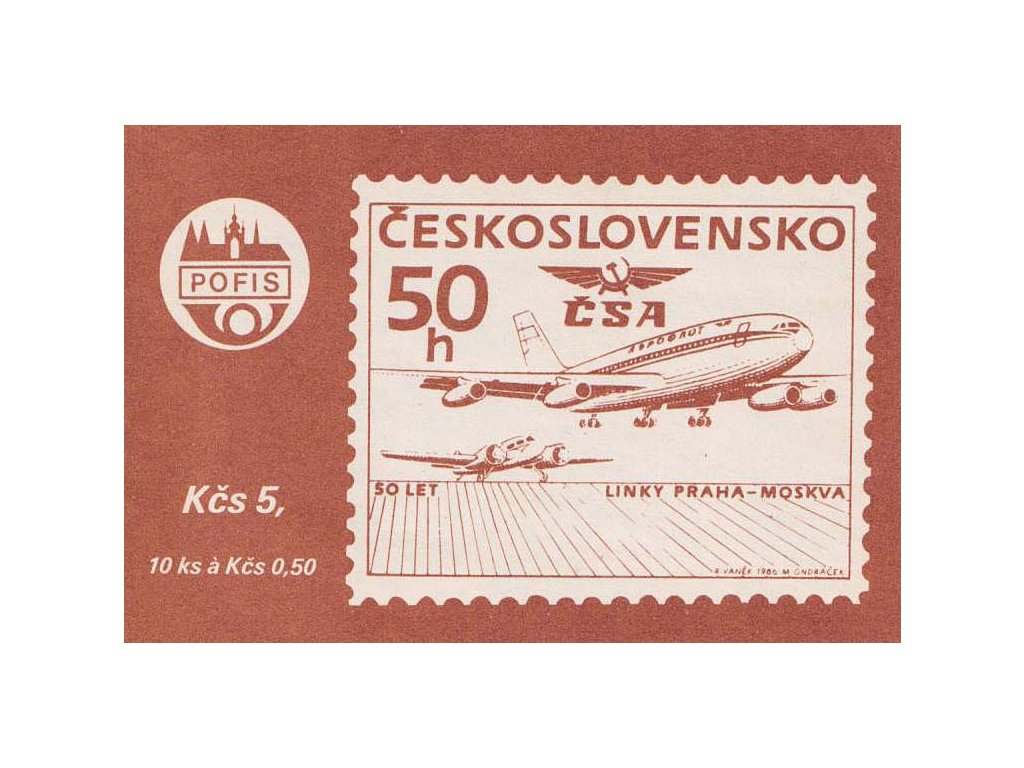 POFIS
ČESKOSLOVENSKO
50
h
ČSA
АЭРОФЛОТ
50 LET
LINKY PRAHA-MOSKVA
Kčs 5,
10 ks à Kčs 0,50
R VANĚK 1986 M ONDRÁČEK